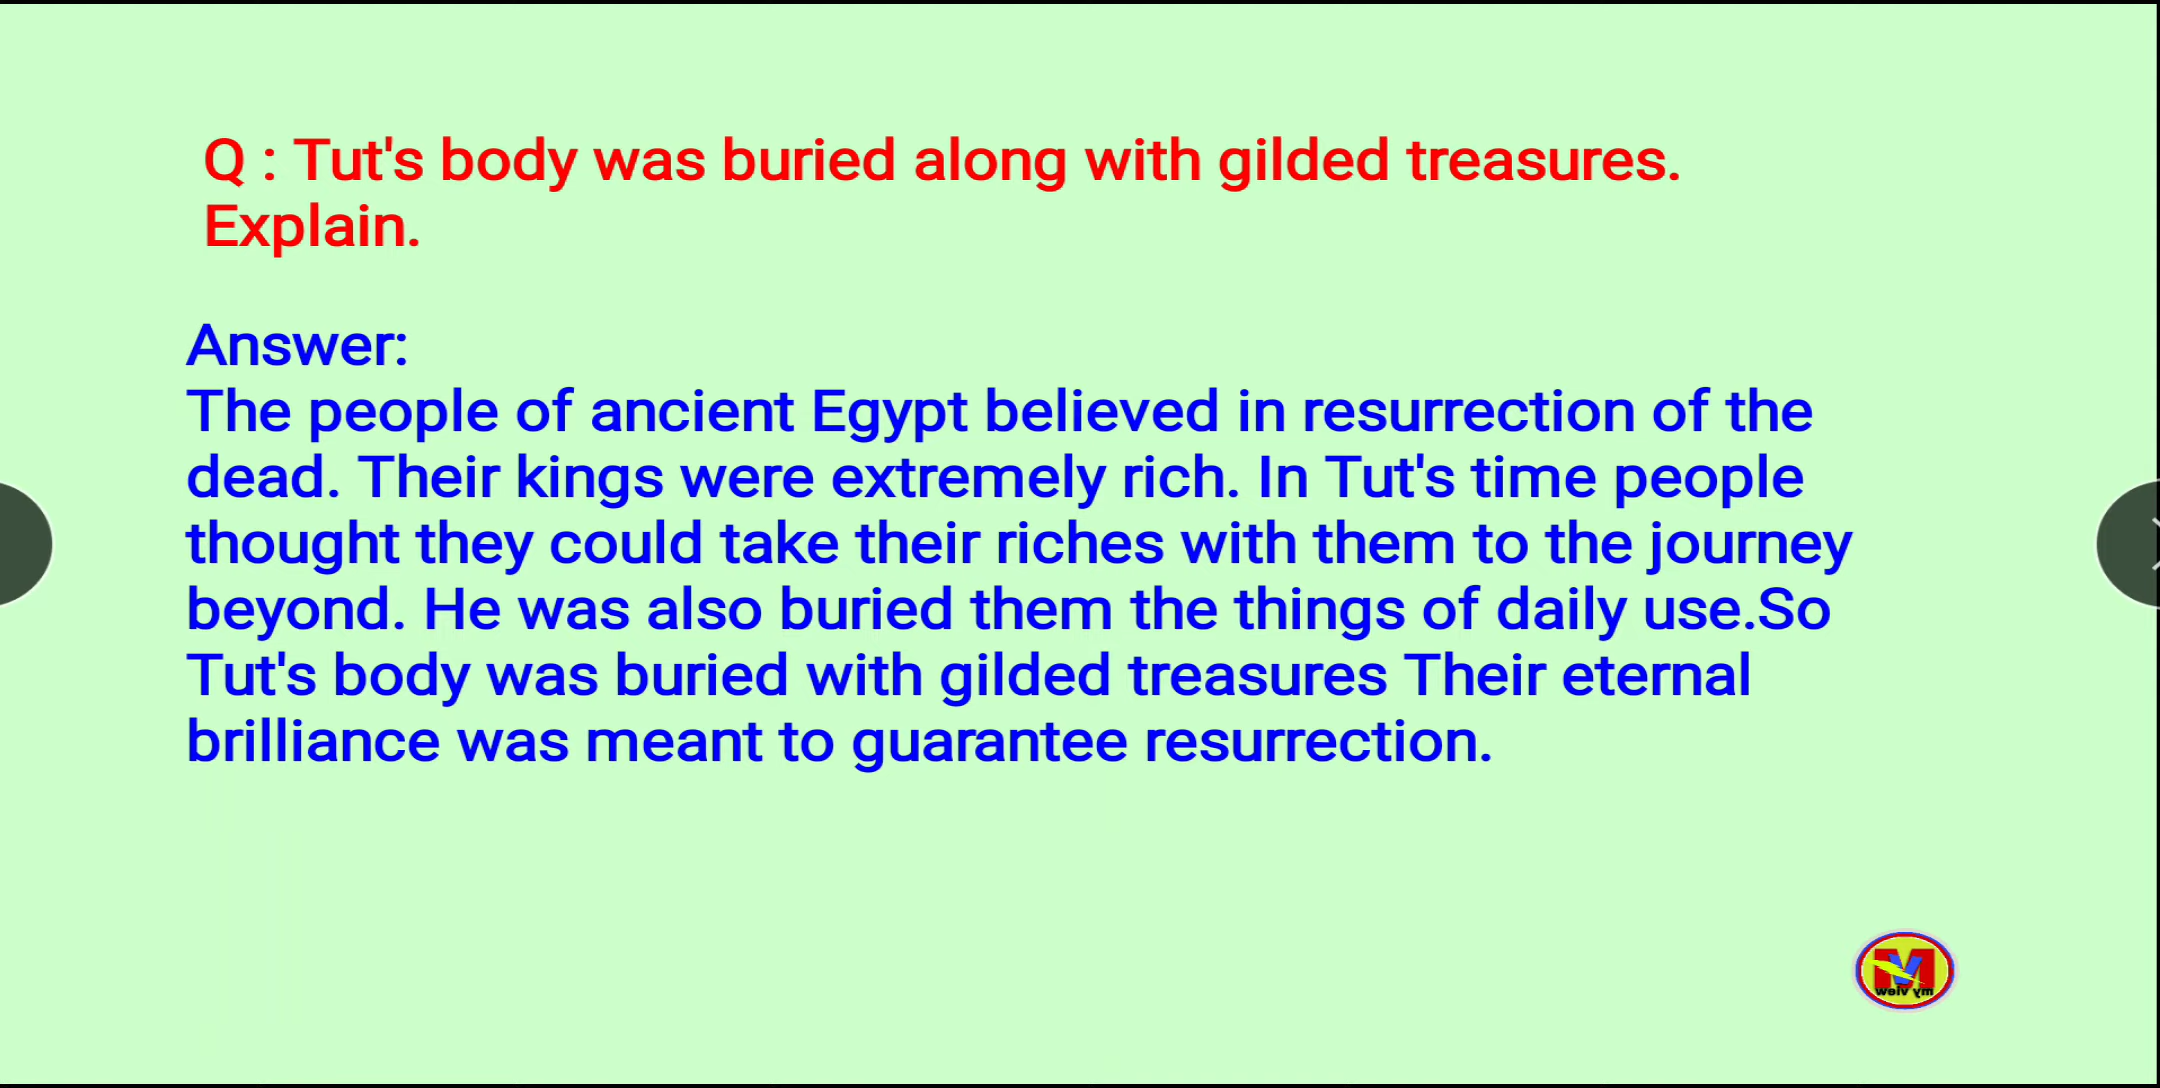 Q : Tut's body was buried along with gilded treasures.
Explain.
Answer:
The people of ancient Egypt believed in resurrection of the
dead. Their kings were extremely rich. In Tut's time people
thought they could take their riches with them to the journey
beyond. He was also buried them the things of daily use.So
Tut's body was buried with gilded treasures Their eternal
brilliance was meant to guarantee resurrection.
M
V
my view